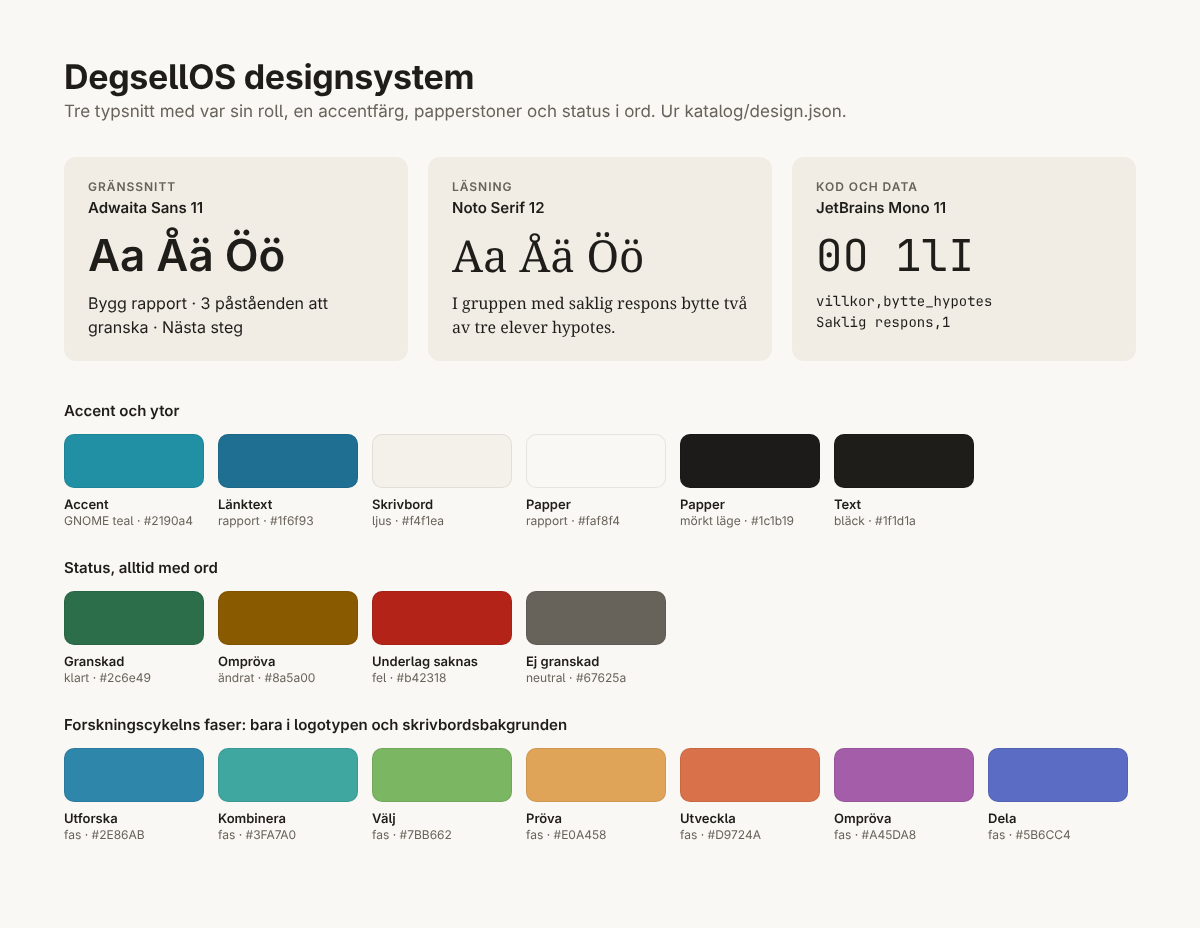 DegsellOS designsystem
Tre typsnitt med var sin roll, en accentfärg, papperstoner och status i ord. Ur katalog/design.json.
GRÄNSSNITT
Adwaita Sans 11
Aa Åä Öö
Bygg rapport · 3 påståenden att
granska · Nästa steg
LÄSNING
Noto Serif 12
Aa Åä Öö
I gruppen med saklig respons bytte två
av tre elever hypotes.
KOD OCH DATA
JetBrains Mono 11
0O 1lI
villkor,bytte_hypotes
Saklig respons,1
Accent och ytor
Accent
GNOME teal · #2190a4
Länktext
rapport · #1f6f93
Skrivbord
ljus · #f4f1ea
Papper
rapport · #faf8f4
Papper
mörkt läge · #1c1b19
Text
bläck · #1f1d1a
Status, alltid med ord
Granskad
klart · #2c6e49
Ompröva
ändrat · #8a5a00
Underlag saknas
fel · #b42318
Ej granskad
neutral · #67625a
Forskningscykelns faser: bara i logotypen och skrivbordsbakgrunden
Utforska
fas · #2E86AB
Kombinera
fas · #3FA7A0
Välj
fas · #7BB662
Pröva
fas · #E0A458
Utveckla
fas · #D9724A
Ompröva
fas · #A45DA8
Dela
fas · #5B6CC4